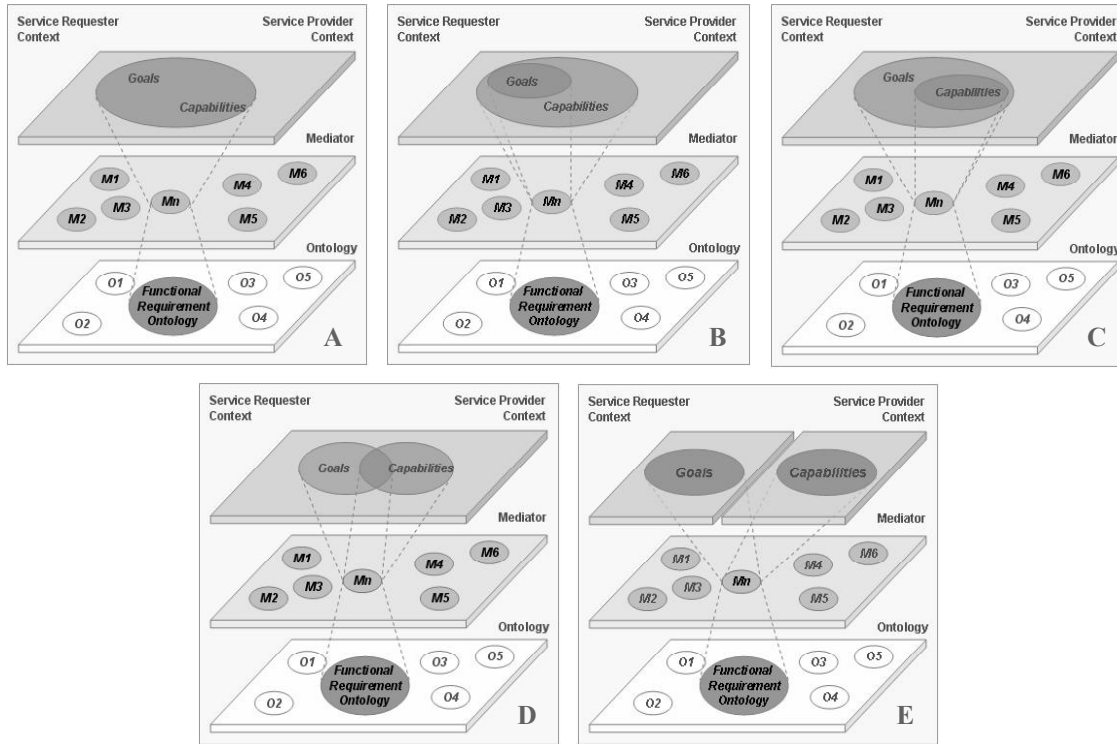 Service Requester Context
Service Provider Context
Goals
Capabilities
Mediator
M1
M2
M3
Mn
M4
M5
M6
Ontology
O1
O2
Functional
Requirement
Ontology
O3
O4
O5
A
Service Requester Context
Service Provider Context
Goals
Capabilities
Mediator
M1
M2
M3
Mn
M4
M5
M6
Ontology
O1
O2
Functional
Requirement
Ontology
O3
O4
O5
B
Service Requester Context
Service Provider Context
Goals
Capabilities
Mediator
M1
M2
M3
Mn
M4
M5
M6
Ontology
O1
O2
Functional
Requirement
Ontology
O3
O4
O5
C
Service Requester Context
Service Provider Context
Goals
Capabilities
Mediator
M1
M2
M3
Mn
M4
M5
M6
Ontology
O1
O2
Functional
Requirement
Ontology
O3
O4
O5
D
Service Requester Context
Service Provider Context
Goals
Capabilities
Mediator
M1
M2
M3
Mn
M4
M5
M6
Ontology
O1
O2
Functional
Requirement
Ontology
O3
O4
O5
E